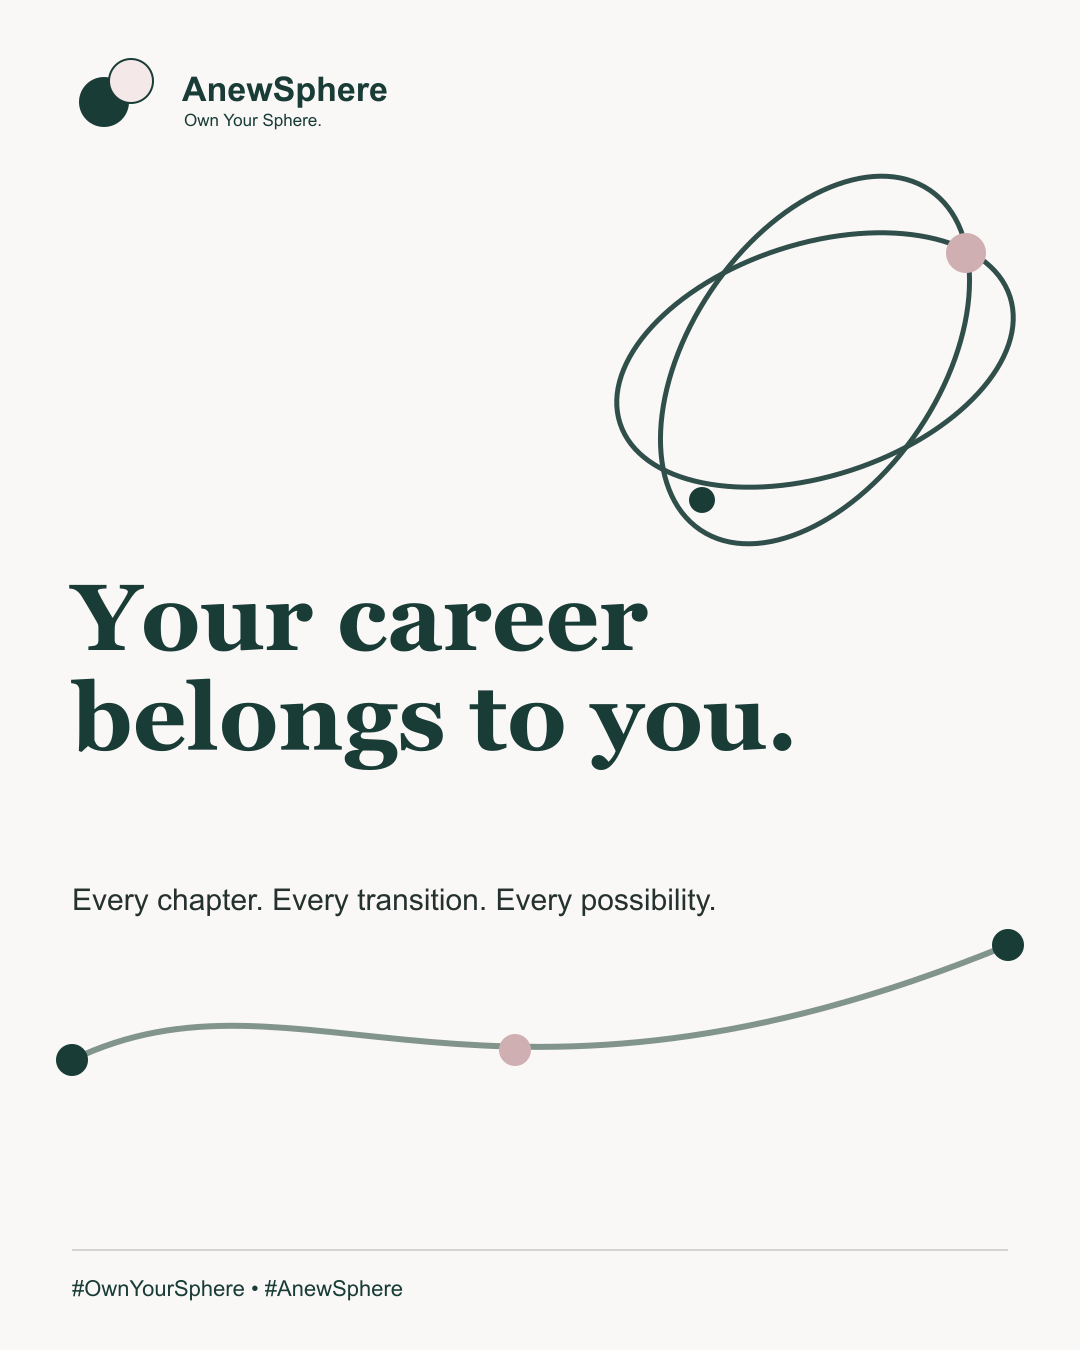 AnewSphere
Own Your Sphere.
Your career
belongs to you.
Every chapter. Every transition. Every possibility.
#OwnYourSphere • #AnewSphere